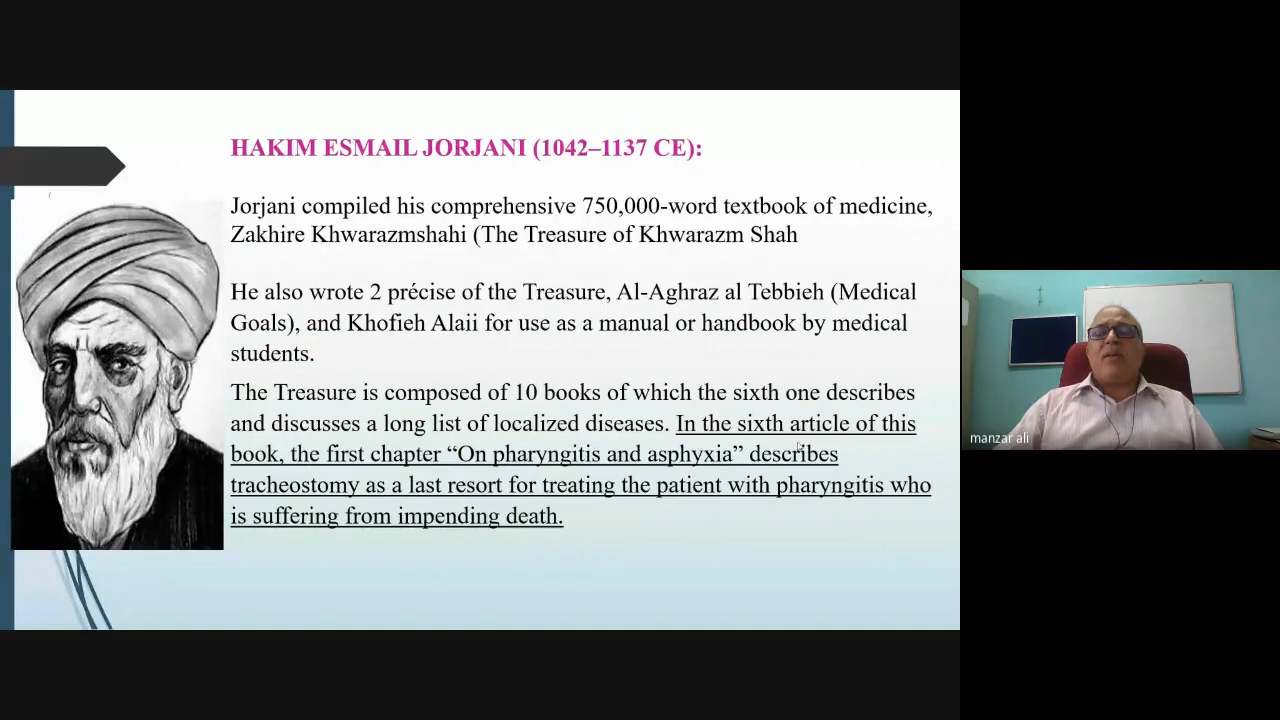 HAKIM ESMAIL JORJANI (1042–1137 CE):
Jorjani compiled his comprehensive 750,000-word textbook of medicine,
Zakhire Khwarazmshahi (The Treasure of Khwarazm Shah
He also wrote 2 précise of the Treasure, Al-Aghraz al Tebbieh (Medical
Goals), and Khofieh Alaii for use as a manual or handbook by medical
students.
The Treasure is composed of 10 books of which the sixth one describes
and discusses a long list of localized diseases. In the sixth article of this
book, the first chapter “On pharyngitis and asphyxia” describes
tracheostomy as a last resort for treating the patient with pharyngitis who
is suffering from impending death.
manzar ali